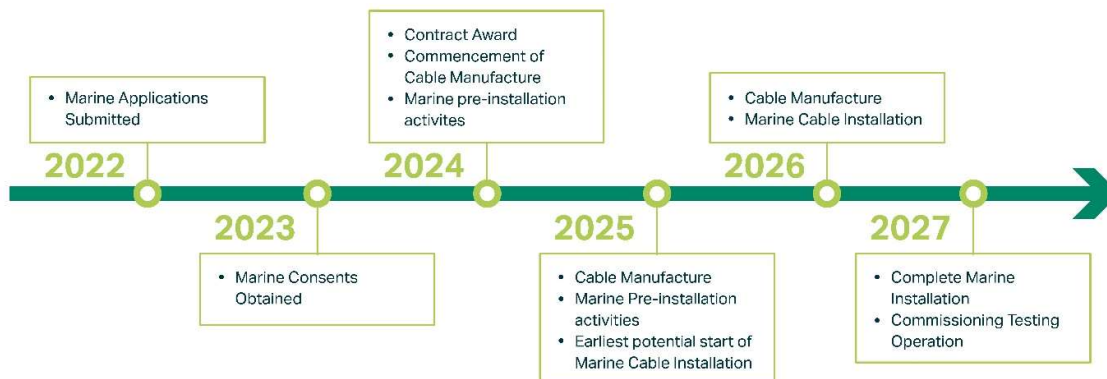 2022
• Marine Applications
Submitted
2023
• Marine Consents
Obtained
2024
• Contract Award
• Commencement of
Cable Manufacture
• Marine pre-installation
activites
2025
• Cable Manufacture
• Marine Pre-installation
activities
• Earliest potential start of
Marine Cable Installation
2026
• Cable Manufacture
• Marine Cable Installation
2027
• Complete Marine
Installation
• Commissioning Testing
Operation